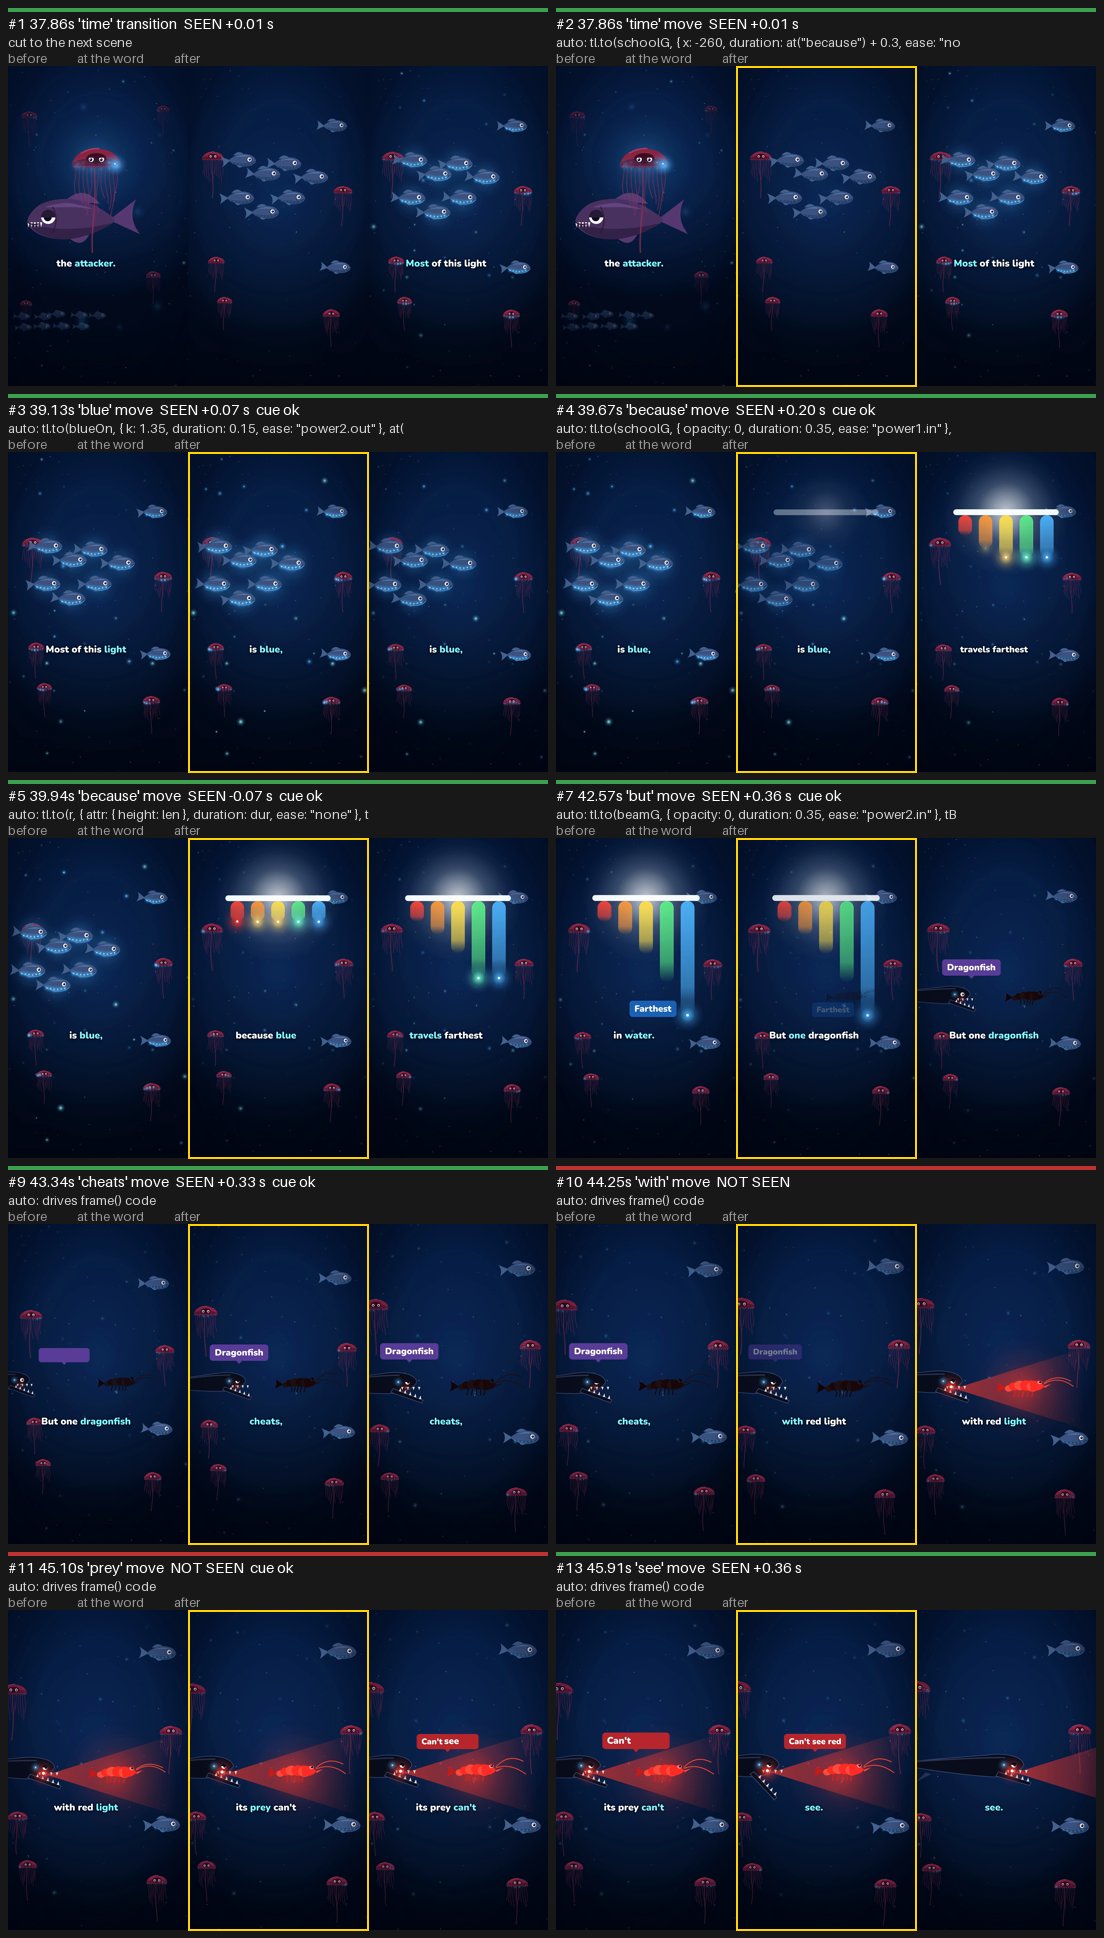 #1 37.86s 'time' transition  SEEN +0.01 s
cut to the next scene
before at the word after
the attacker.
Most of this light
#2 37.86s 'time' move  SEEN +0.01 s
auto: tl.to(schoolG, { x: -260, duration: at("because") + 0.3, ease: "no
before at the word after
the attacker.
Most of this light
#3 39.13s 'blue' move  SEEN +0.07 s  cue ok
auto: tl.to(blueOn, { k: 1.35, duration: 0.15, ease: "power2.out" }, at(
before at the word after
Most of this light
is blue,
is blue,
#4 39.67s 'because' move  SEEN +0.20 s  cue ok
auto: tl.to(schoolG, { opacity: 0, duration: 0.35, ease: "power1.in" },
before at the word after
is blue,
is blue,
travels farthest
#5 39.94s 'because' move  SEEN -0.07 s  cue ok
auto: tl.to(r, { attr: { height: len }, duration: dur, ease: "none" }, t
before at the word after
is blue,
because blue
travels farthest
#7 42.57s 'but' move  SEEN +0.36 s  cue ok
auto: tl.to(beamG, { opacity: 0, duration: 0.35, ease: "power2.in" }, tB
before at the word after
Farthest
in water.
Farthest
But one dragonfish
Dragonfish
But one dragonfish
#9 43.34s 'cheats' move  SEEN +0.33 s  cue ok
auto: drives frame() code
before at the word after
But one dragonfish
Dragonfish
cheats,
Dragonfish
cheats,
#10 44.25s 'with' move  NOT SEEN
auto: drives frame() code
before at the word after
Dragonfish
cheats,
Dragonfish
with red light
with red light
#11 45.10s 'prey' move  NOT SEEN  cue ok
auto: drives frame() code
before at the word after
with red light
its prey can't
Can't see
its prey can't
#13 45.91s 'see' move  SEEN +0.36 s
auto: drives frame() code
before at the word after
Can't
its prey can't
Can't see red
see.
see.